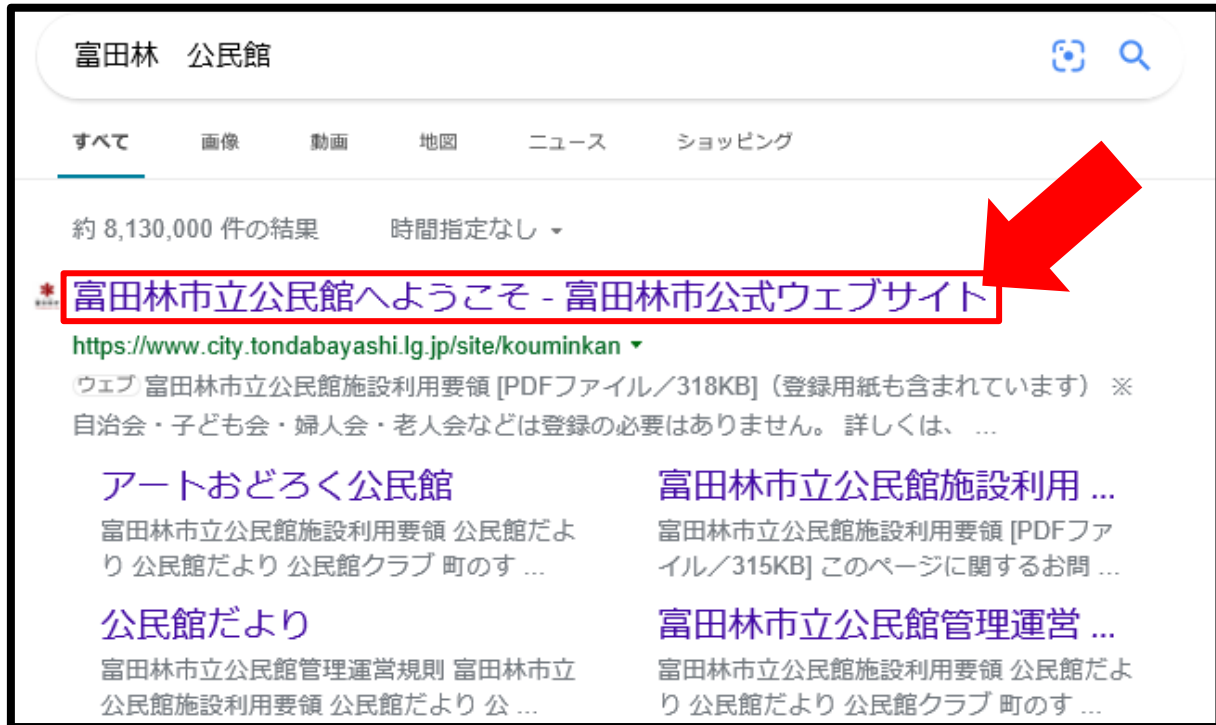 富田林　公民館
すべて 画像 動画 地図 ニュース ショッピング
約 8,130,000 件の結果 時間指定なし
富田林市立公民館へようこそ - 富田林市公式ウェブサイト
https://www.city.tondabayashi.lg.jp/site/kouminkan
ウェブ 富田林市立公民館施設利用要領 [PDFファイル／318KB]（登録用紙も含まれています） ※
自治会・子ども会・婦人会・老人会などは登録の必要はありません。 詳しくは、 ...
アートおどろく公民館
富田林市立公民館施設利用要領 公民館だよ
り 公民館だより 公民館クラブ 町のす ...
富田林市立公民館施設利用 ...
富田林市立公民館施設利用要領 [PDFファ
イル／315KB] このページに関するお問 ...
公民館だより
富田林市立公民館管理運営規則 富田林市立
公民館施設利用要領 公民館だより 公 ...
富田林市立公民館管理運営 ...
富田林市立公民館施設利用要領 公民館だよ
り 公民館だより 公民館クラブ 町のす ...